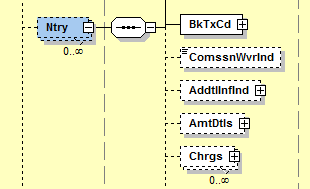 Ntry
0..∞
BkTxCd
ComssnWvrInd
AddtlInfInd
AmtDtls
Chrgs
0..∞